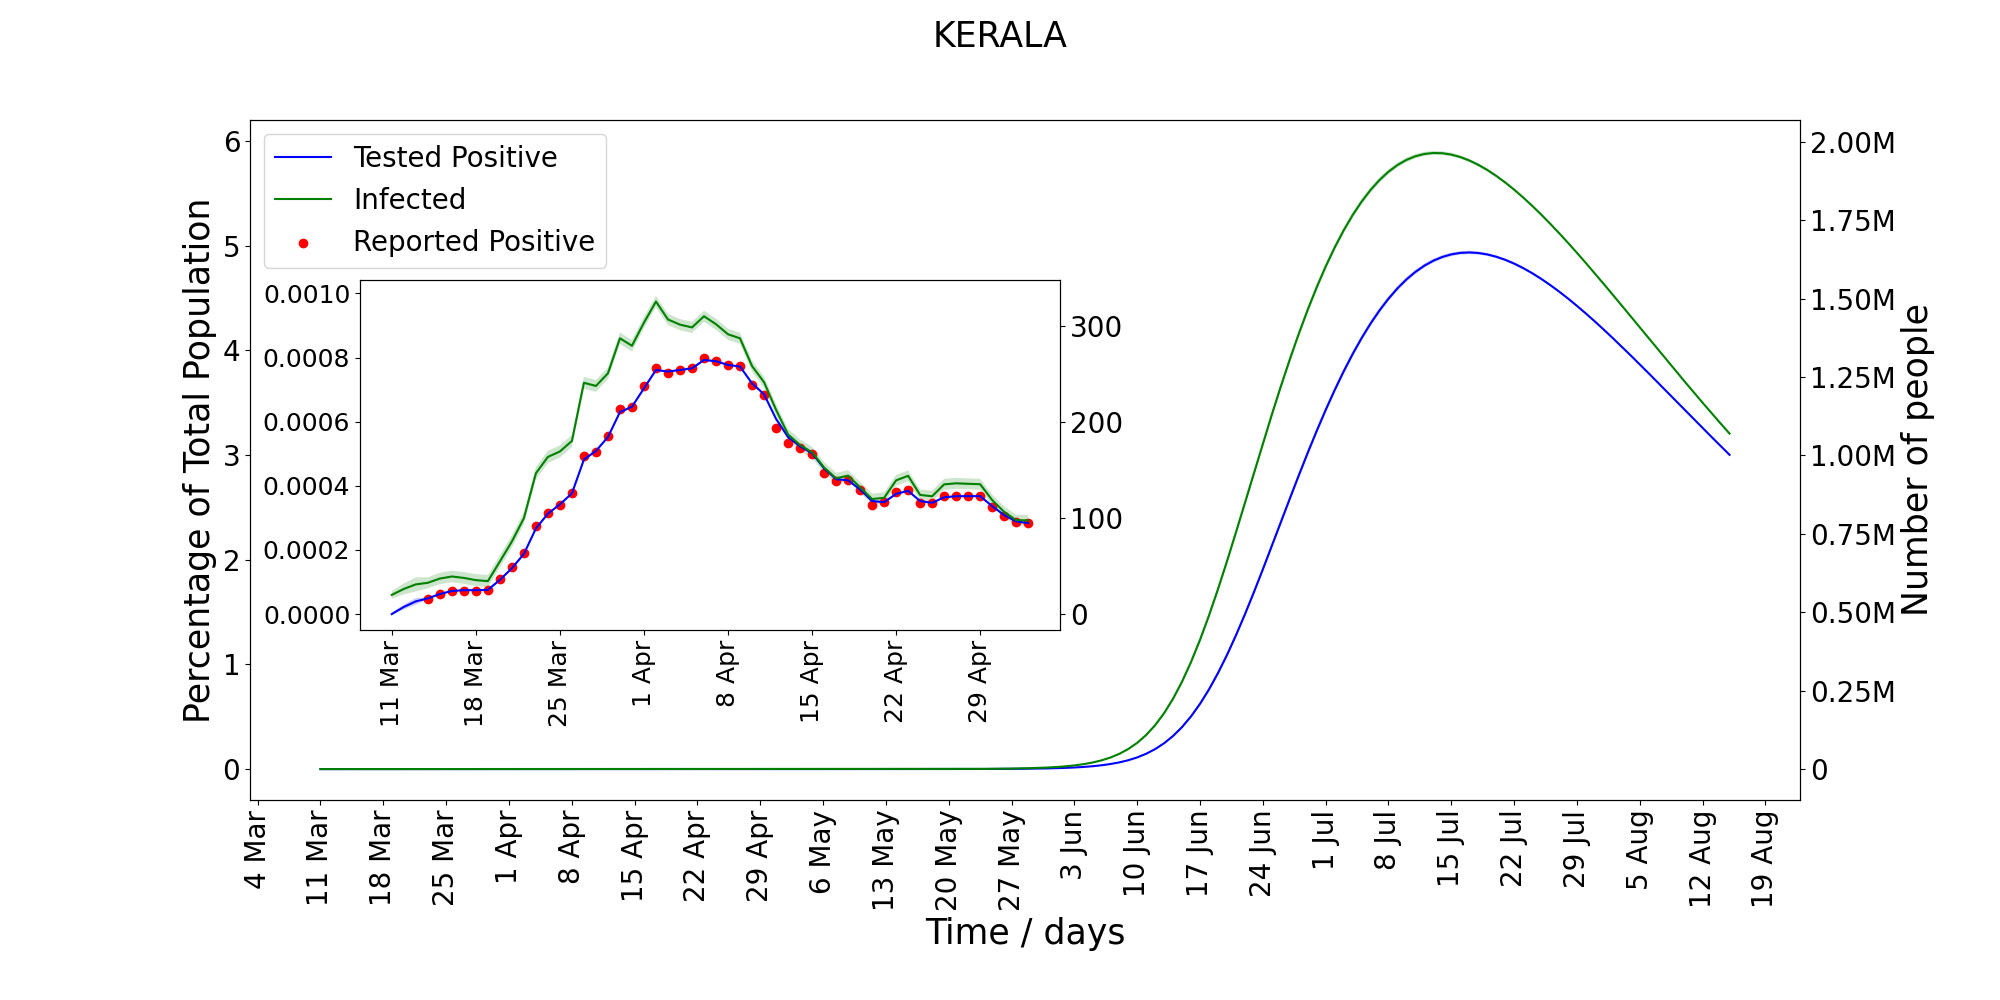 KERALA
Tested Positive
Infected
Reported Positive
Percentage of Total Population
6
5
4
3
2
1
0
2.00M
1.75M
1.50M
1.25M
1.00M
0.75M
0.50M
0.25M
0
Number of people
0.0010
0.0008
0.0006
0.0004
0.0002
0.0000
300
200
100
0
11 Mar
18 Mar
25 Mar
1 Apr
8 Apr
15 Apr
22 Apr
29 Apr
4 Mar
11 Mar
18 Mar
25 Mar
1 Apr
8 Apr
15 Apr
22 Apr
29 Apr
6 May
13 May
20 May
27 May
3 Jun
10 Jun
17 Jun
24 Jun
1 Jul
8 Jul
15 Jul
22 Jul
29 Jul
5 Aug
12 Aug
19 Aug
Time / days